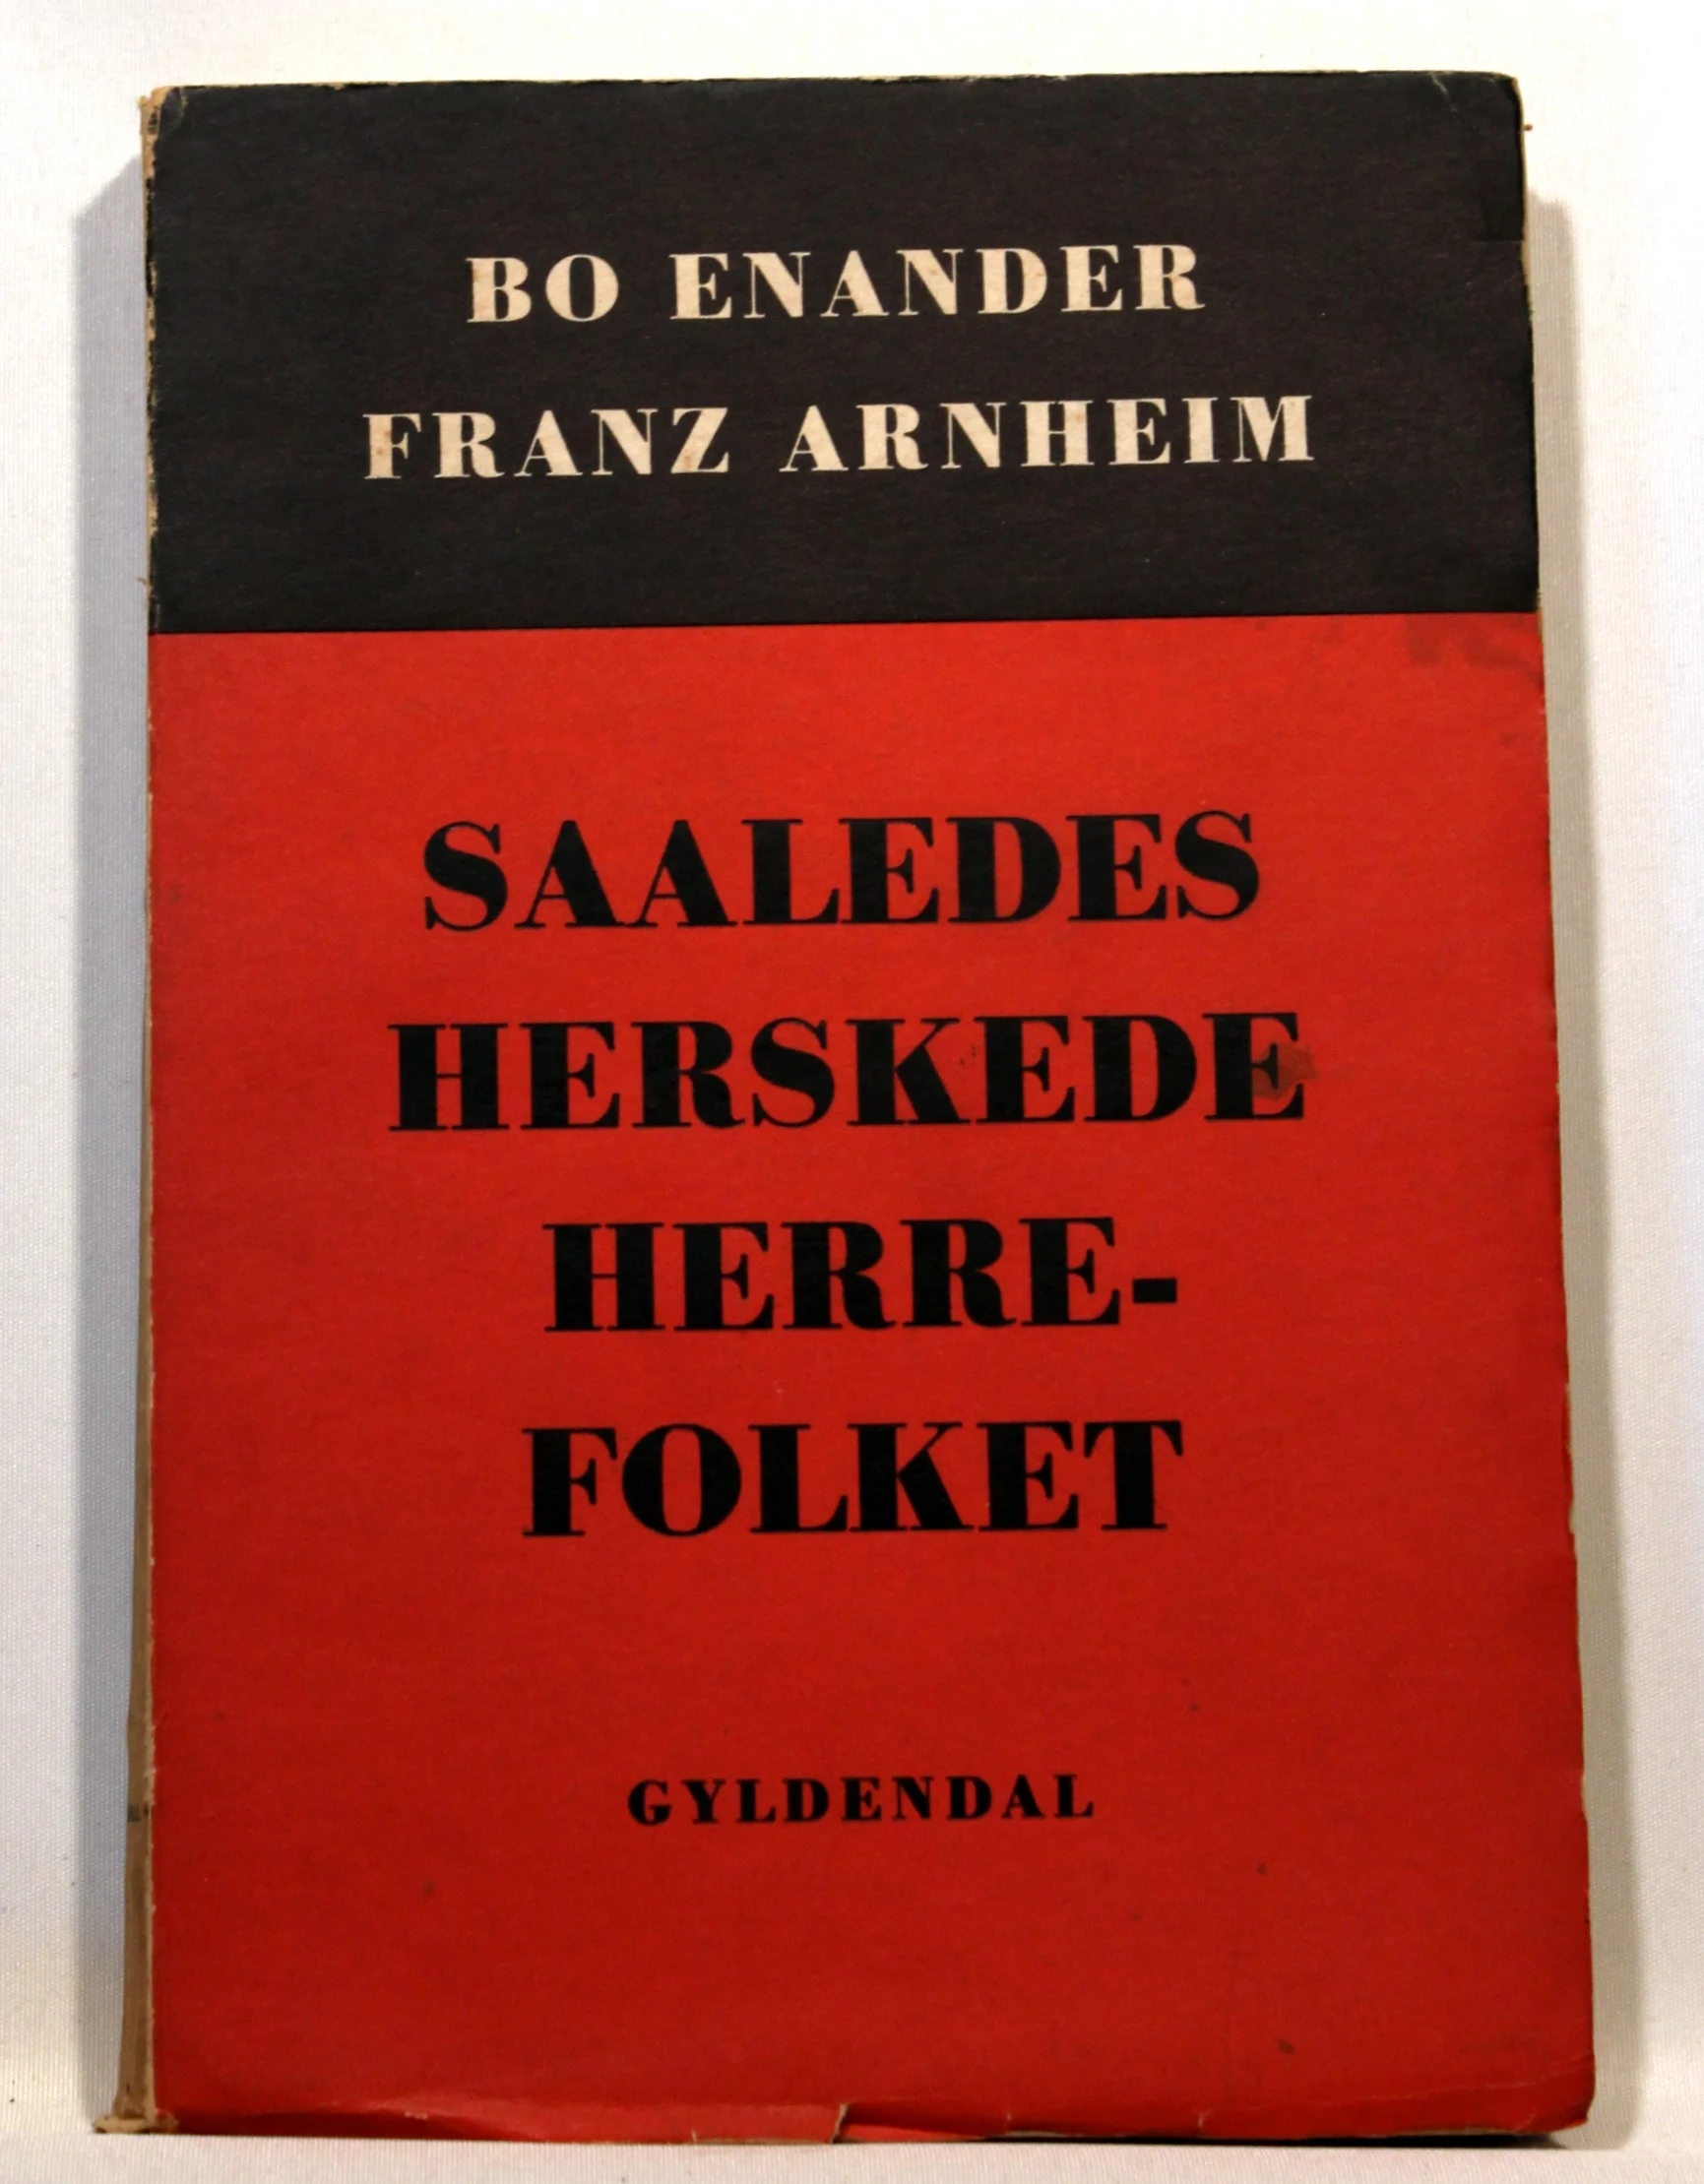 BO ENANDER
FRANZ ARNHEIM
SAALEDES
HERSKEDE
HERRE-
FOLKET
GYLDENDAL